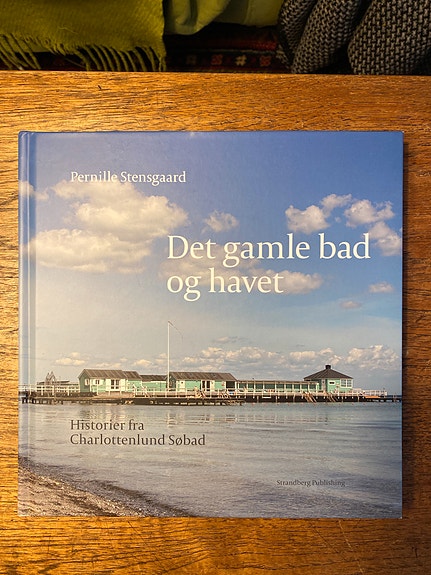 Pernille Stensgaard
Det gamle bad
og havet
Historier fra
Charlottenlund Søbad
Strandberg Publishing